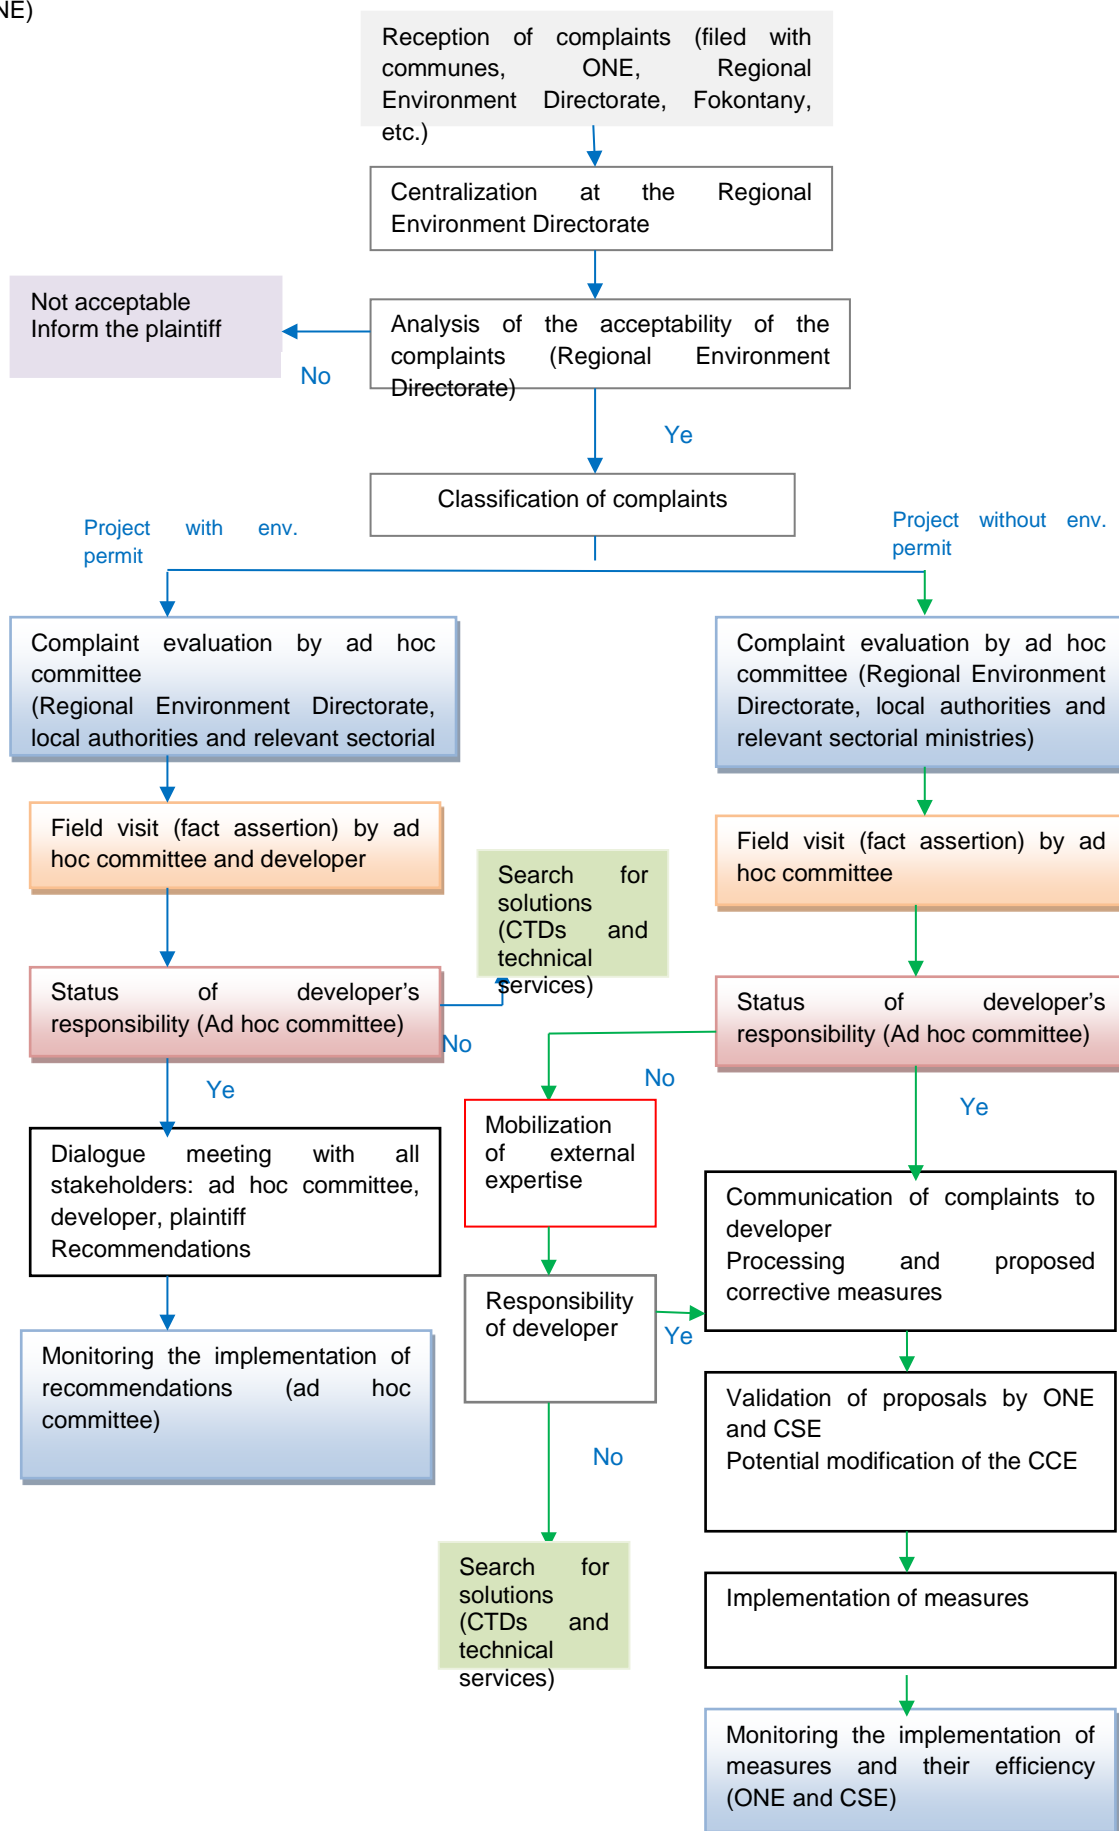 NE)
Reception of complaints (filed with
communes, ONE, Regional
Environment Directorate, Fokontany,
etc.)
Centralization at the Regional
Environment Directorate
Not acceptable
Inform the plaintiff
Analysis of the acceptability of the
complaints (Regional Environment
Directorate)
No
Ye
Classification of complaints
Project with env.
permit
Project without env.
permit
Complaint evaluation by ad hoc
committee
(Regional Environment Directorate,
local authorities and relevant sectorial
Complaint evaluation by ad hoc
committee (Regional Environment
Directorate, local authorities and
relevant sectorial ministries)
Field visit (fact assertion) by ad
hoc committee and developer
Search for
solutions
(CTDs and
technical
services)
Field visit (fact assertion) by ad
hoc committee
Status of developer's
responsibility (Ad hoc committee)
No
Ye
Status of developer's
responsibility (Ad hoc committee)
No
Ye
Dialogue meeting with all
stakeholders: ad hoc committee,
developer, plaintiff
Recommendations
Mobilization
of external
expertise
Communication of complaints to
developer
Processing and proposed
corrective measures
Responsibility
of developer
Ye
Monitoring the implementation of
recommendations (ad hoc
committee)
Validation of proposals by ONE
and CSE
Potential modification of the CCE
No
Search for
solutions
(CTDs and
technical
services)
Implementation of measures
Monitoring the implementation of
measures and their efficiency
(ONE and CSE)